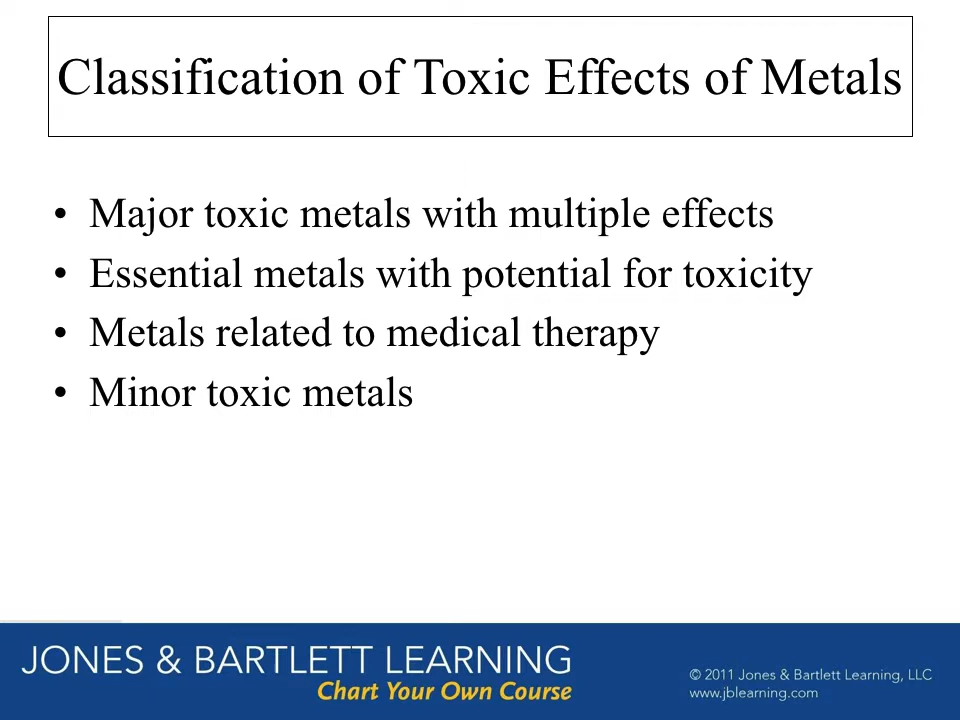 Classification of Toxic Effects of Metals
• Major toxic metals with multiple effects
• Essential metals with potential for toxicity
• Metals related to medical therapy
• Minor toxic metals
JONES & BARTLETT LEARNING
Chart Your Own Course
© 2011 Jones & Bartlett Learning, LLC
www.jblearning.com